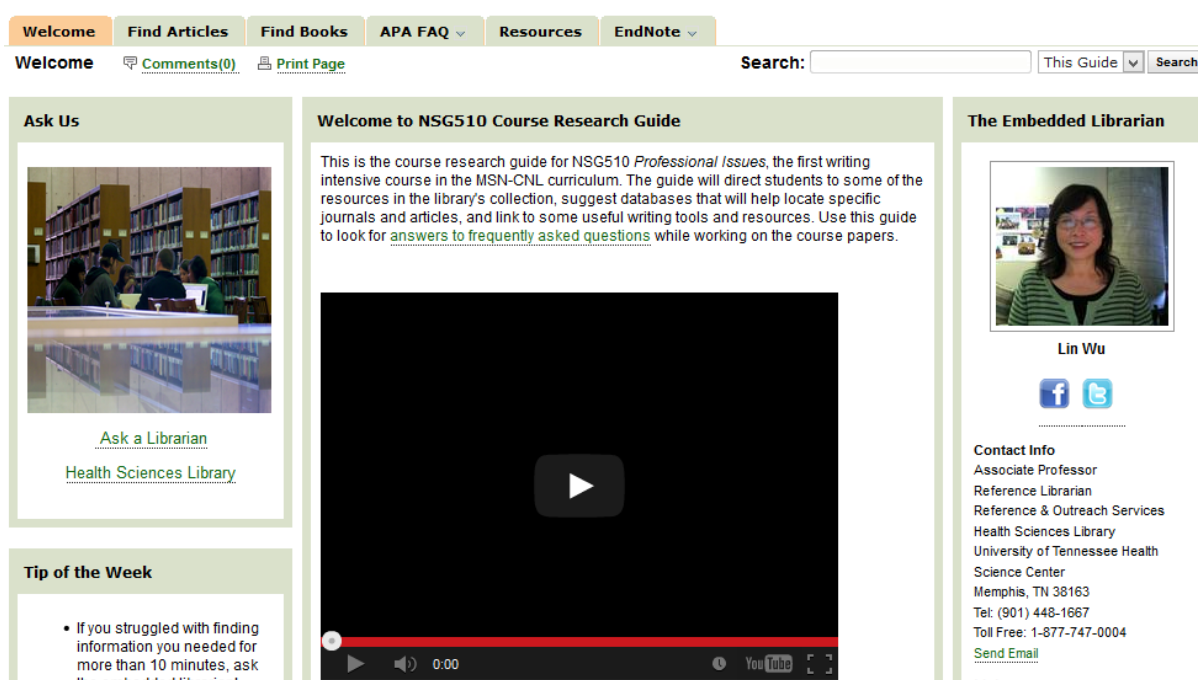 Welcome
Find Articles
Find Books
APA FAQ
Resources
EndNote
Welcome
Comments(0)
Print Page
Search:
This Guide
Search
Ask Us
Ask a Librarian
Health Sciences Library
Tip of the Week
If you struggled with finding
information you needed for
more than 10 minutes, ask
Welcome to NSG510 Course Research Guide
This is the course research guide for NSG510 Professional Issues, the first writing
intensive course in the MSN-CNL curriculum. The guide will direct students to some of the
resources in the library's collection, suggest databases that will help locate specific
journals and articles, and link to some useful writing tools and resources. Use this guide
to look for answers to frequently asked questions while working on the course papers.
0:00
YouTube
The Embedded Librarian
Lin Wu
f
t
Contact Info
Associate Professor
Reference Librarian
Reference & Outreach Services
Health Sciences Library
University of Tennessee Health
Science Center
Memphis, TN 38163
Tel: (901) 448-1667
Toll Free: 1-877-747-0004
Send Email